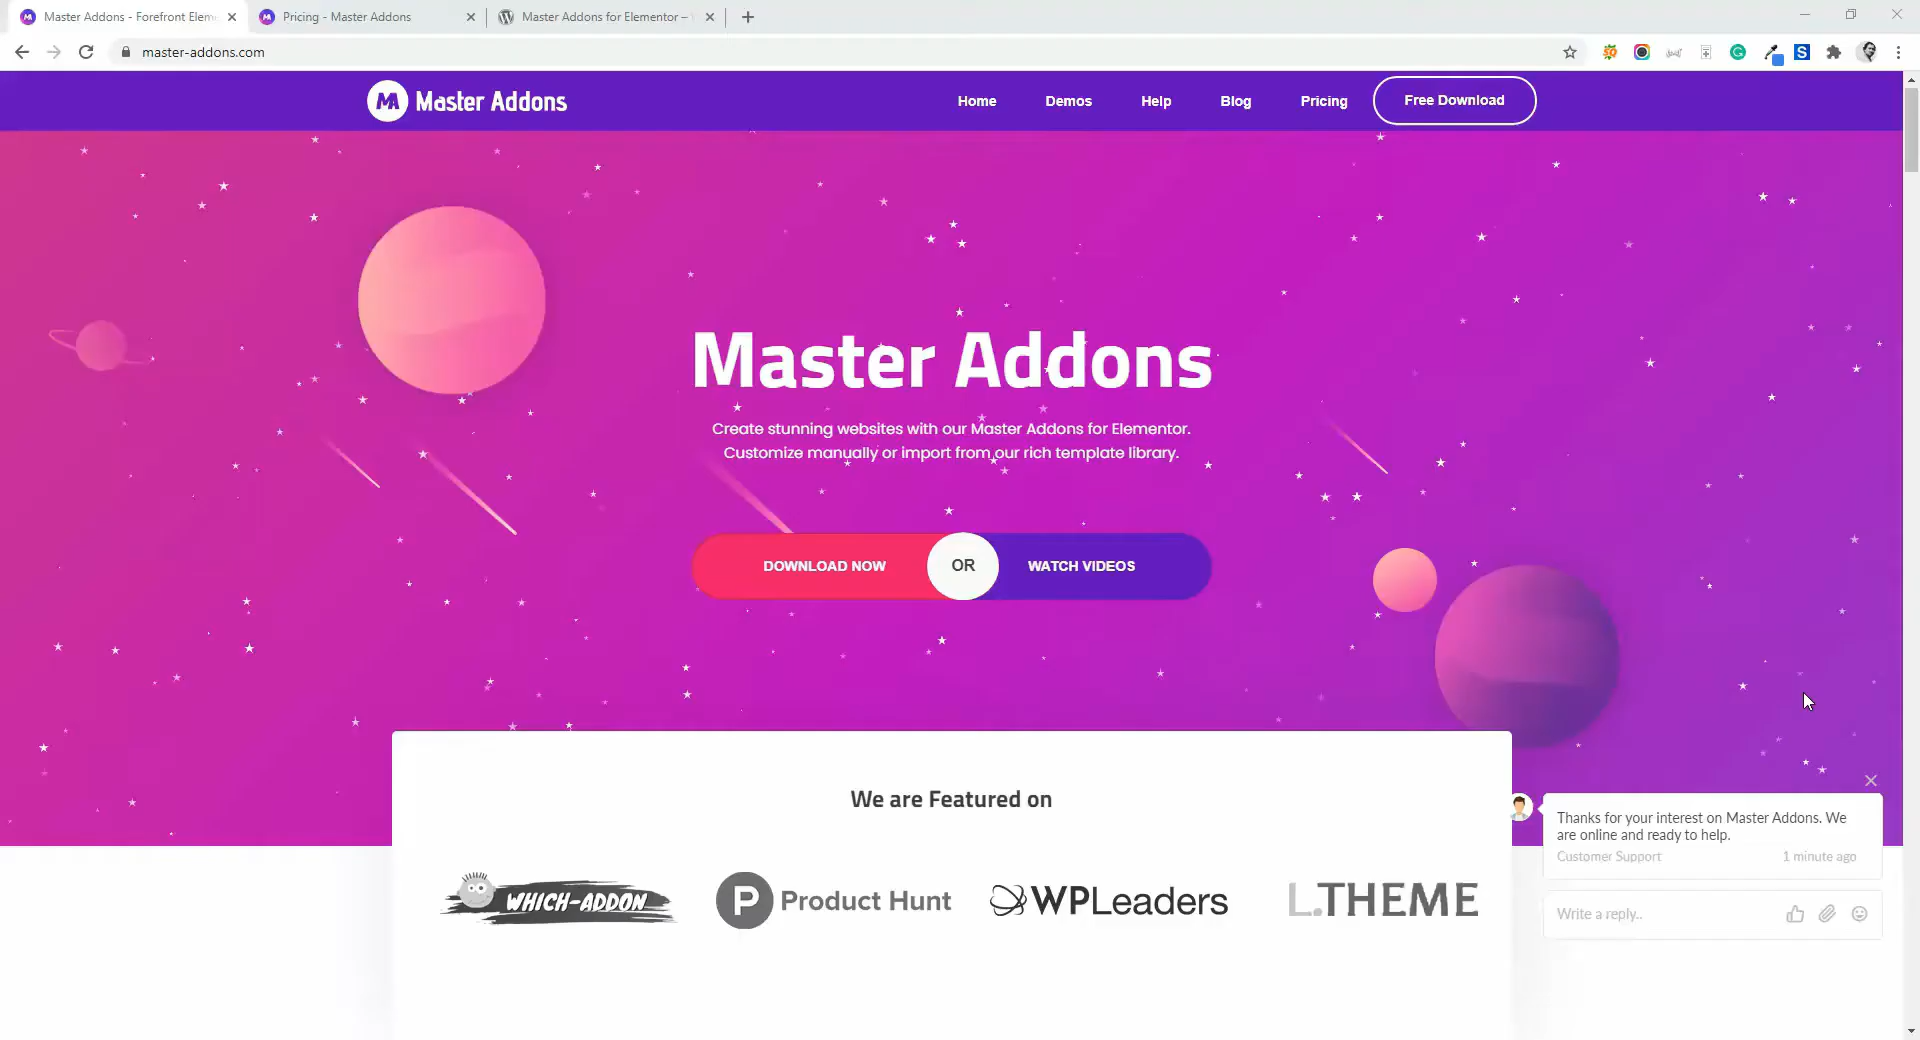 Master Addons - Forefront Elem
Pricing - Master Addons
Master Addons for Elementor –
master-addons.com
MA Master Addons
Home
Demos
Help
Blog
Pricing
Free Download
Master Addons
Create stunning websites with our Master Addons for Elementor.
Customize manually or import from our rich template library.
DOWNLOAD NOW
OR
WATCH VIDEOS
We are Featured on
WHICH-ADDON
P Product Hunt
WPLeaders
L.THEME
Thanks for your interest on Master Addons. We
are online and ready to help.
Customer Support
1 minute ago
Write a reply..